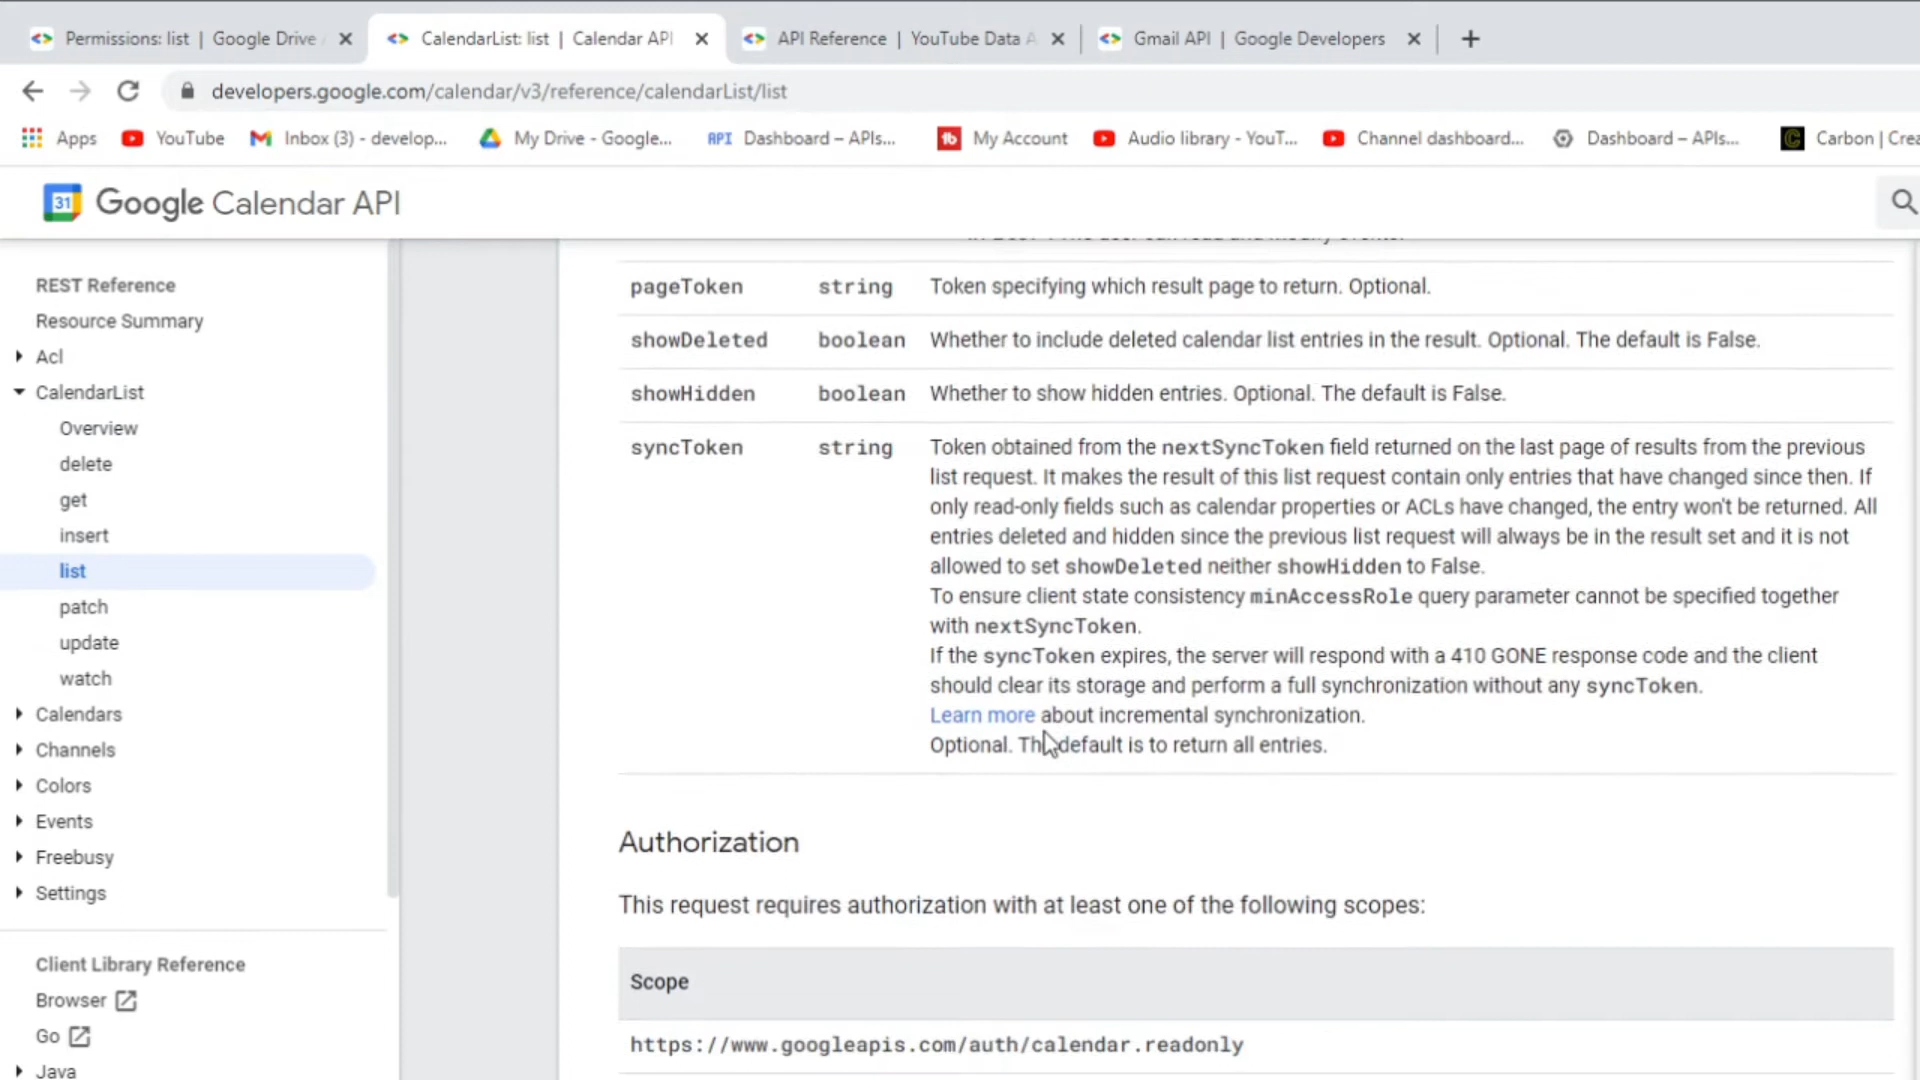 Permissions: list | Google Drive
CalendarList: list | Calendar API
API Reference | YouTube Data A
Gmail API | Google Developers
developers.google.com/calendar/v3/reference/calendarList/list
Apps
YouTube
Inbox (3) - develop...
My Drive - Google...
API Dashboard – APIs...
tb My Account
Audio library - YouT...
Channel dashboard...
Dashboard – APIs...
Carbon | Crea
31 Google Calendar API
REST Reference
Resource Summary
Acl
CalendarList
Overview
delete
get
insert
list
patch
update
watch
Calendars
Channels
Colors
Events
Freebusy
Settings
Client Library Reference
Browser
Go
Java
pageToken string Token specifying which result page to return. Optional.
showDeleted boolean Whether to include deleted calendar list entries in the result. Optional. The default is False.
showHidden boolean Whether to show hidden entries. Optional. The default is False.
syncToken string Token obtained from the nextSyncToken field returned on the last page of results from the previous
list request. It makes the result of this list request contain only entries that have changed since then. If
only read-only fields such as calendar properties or ACLs have changed, the entry won't be returned. All
entries deleted and hidden since the previous list request will always be in the result set and it is not
allowed to set showDeleted neither showHidden to False.
To ensure client state consistency minAccessRole query parameter cannot be specified together
with nextSyncToken.
If the syncToken expires, the server will respond with a 410 GONE response code and the client
should clear its storage and perform a full synchronization without any syncToken.
Learn more about incremental synchronization.
Optional. The default is to return all entries.
Authorization
This request requires authorization with at least one of the following scopes:
Scope
https://www.googleapis.com/auth/calendar.readonly